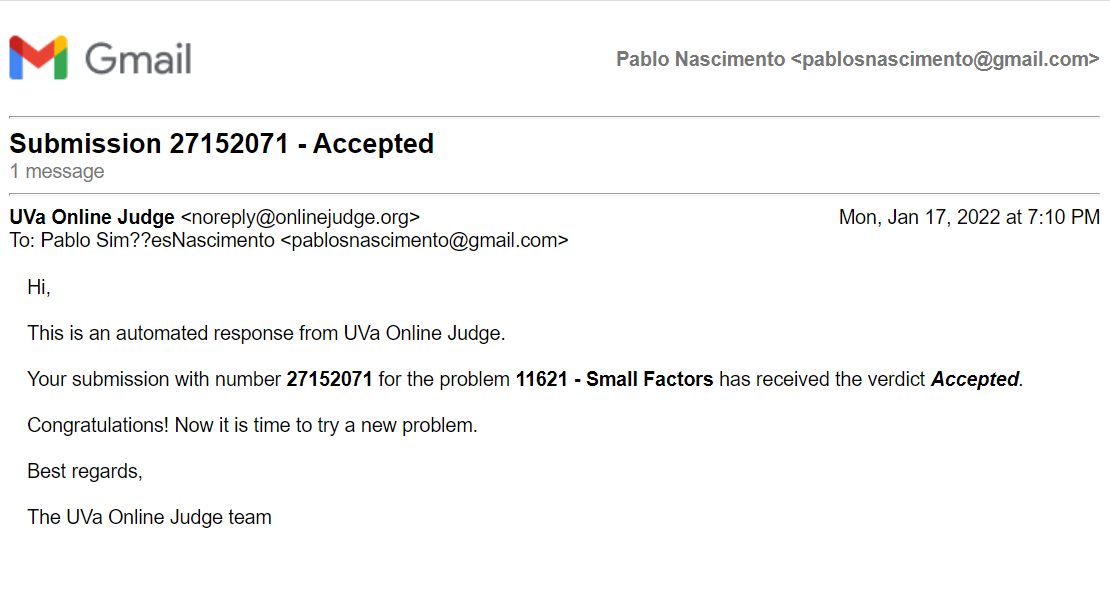 Gmail
Pablo Nascimento <pablosnascimento@gmail.com>
Submission 27152071 - Accepted
1 message
UVa Online Judge <noreply@onlinejudge.org>
Mon, Jan 17, 2022 at 7:10 PM
To: Pablo Sim??esNascimento <pablosnascimento@gmail.com>
Hi,
This is an automated response from UVa Online Judge.
Your submission with number 27152071 for the problem 11621 - Small Factors has received the verdict Accepted.
Congratulations! Now it is time to try a new problem.
Best regards,
The UVa Online Judge team